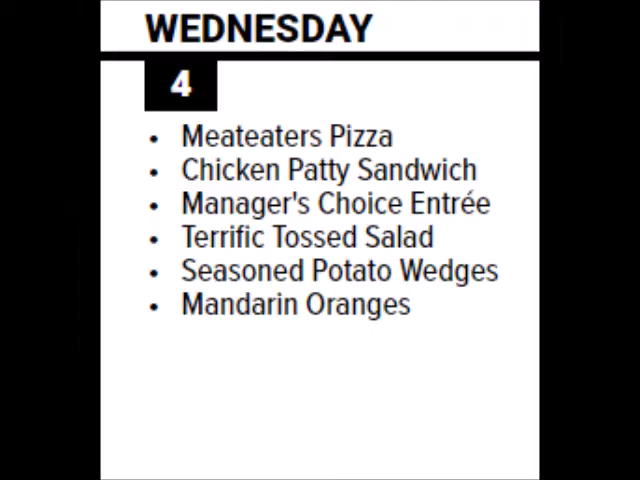 WEDNESDAY
4
• Meateaters Pizza
• Chicken Patty Sandwich
• Manager's Choice Entrée
• Terrific Tossed Salad
• Seasoned Potato Wedges
• Mandarin Oranges